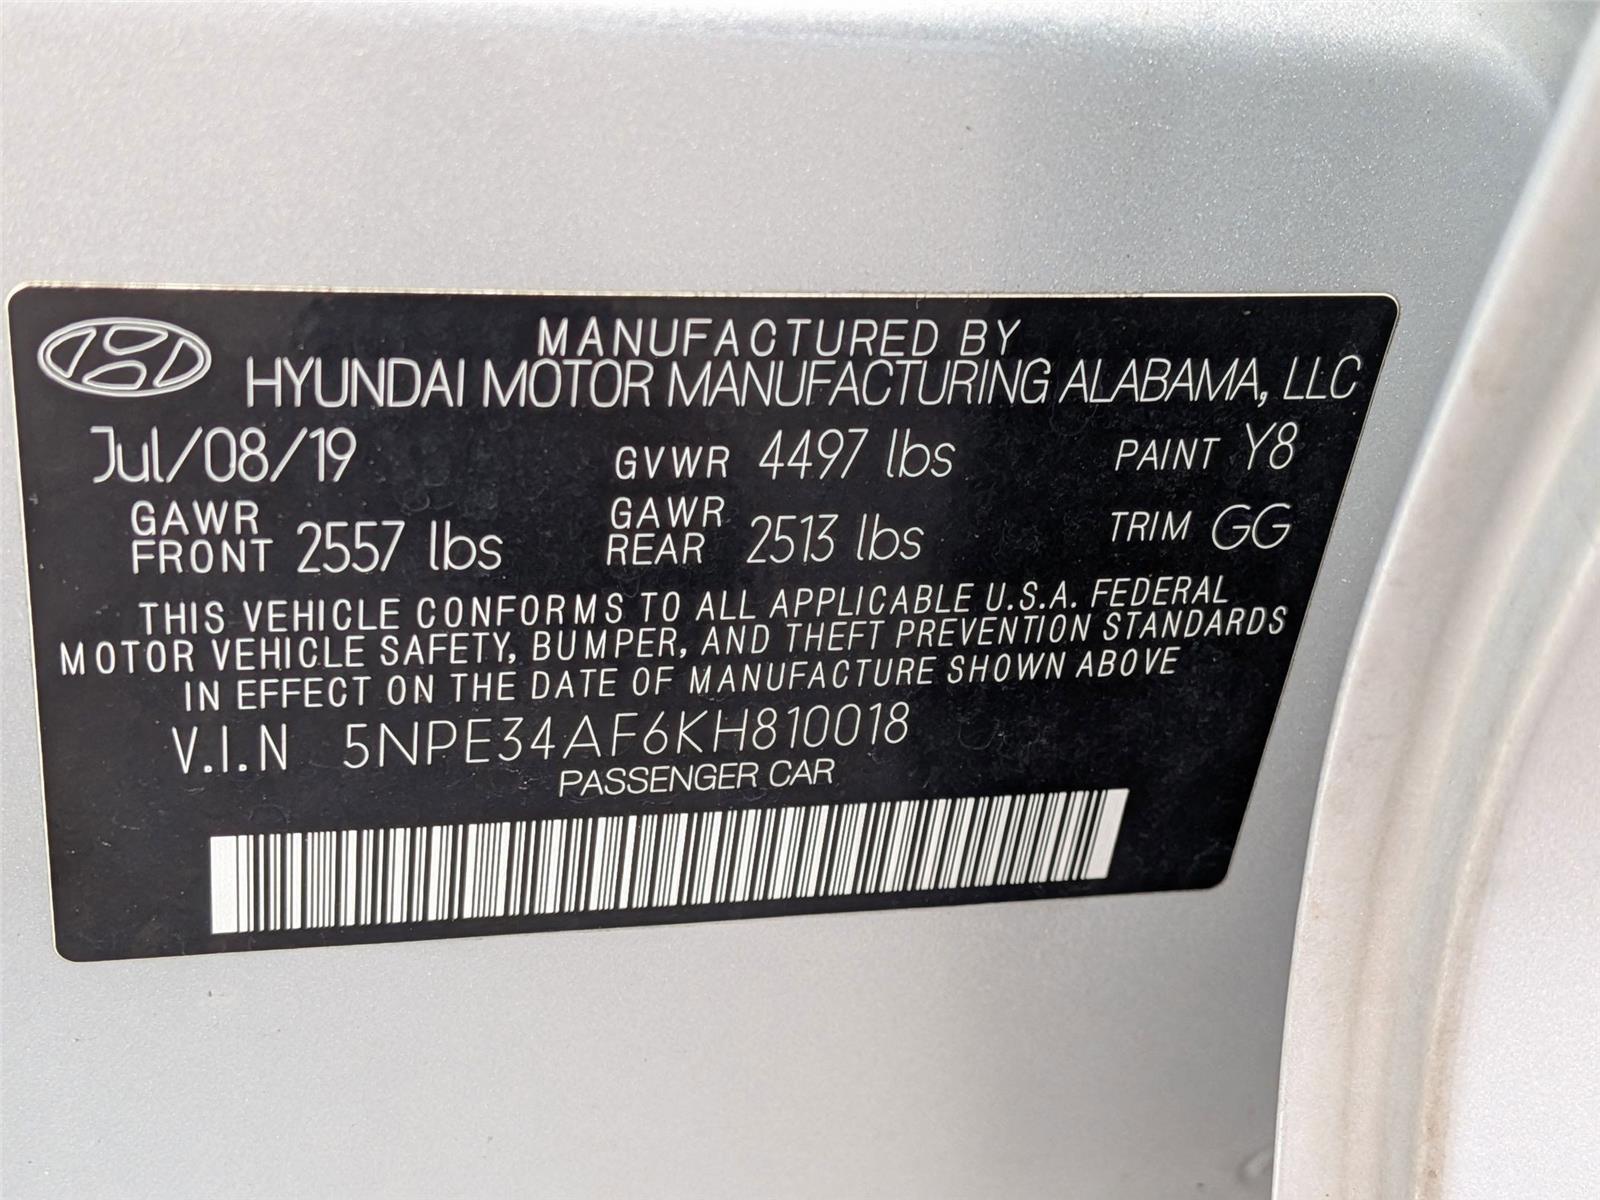 MANUFACTURED BY
HYUNDAI MOTOR MANUFACTURING ALABAMA, LLC
Jul/08/19 GVWR 4497 lbs PAINT Y8
GAWR FRONT 2557 lbs GAWR REAR 2513 lbs TRIM GG
THIS VEHICLE CONFORMS TO ALL APPLICABLE U.S.A. FEDERAL
MOTOR VEHICLE SAFETY, BUMPER, AND THEFT PREVENTION STANDARDS
IN EFFECT ON THE DATE OF MANUFACTURE SHOWN ABOVE
V.I.N 5NPE34AF6KH810018
PASSENGER CAR